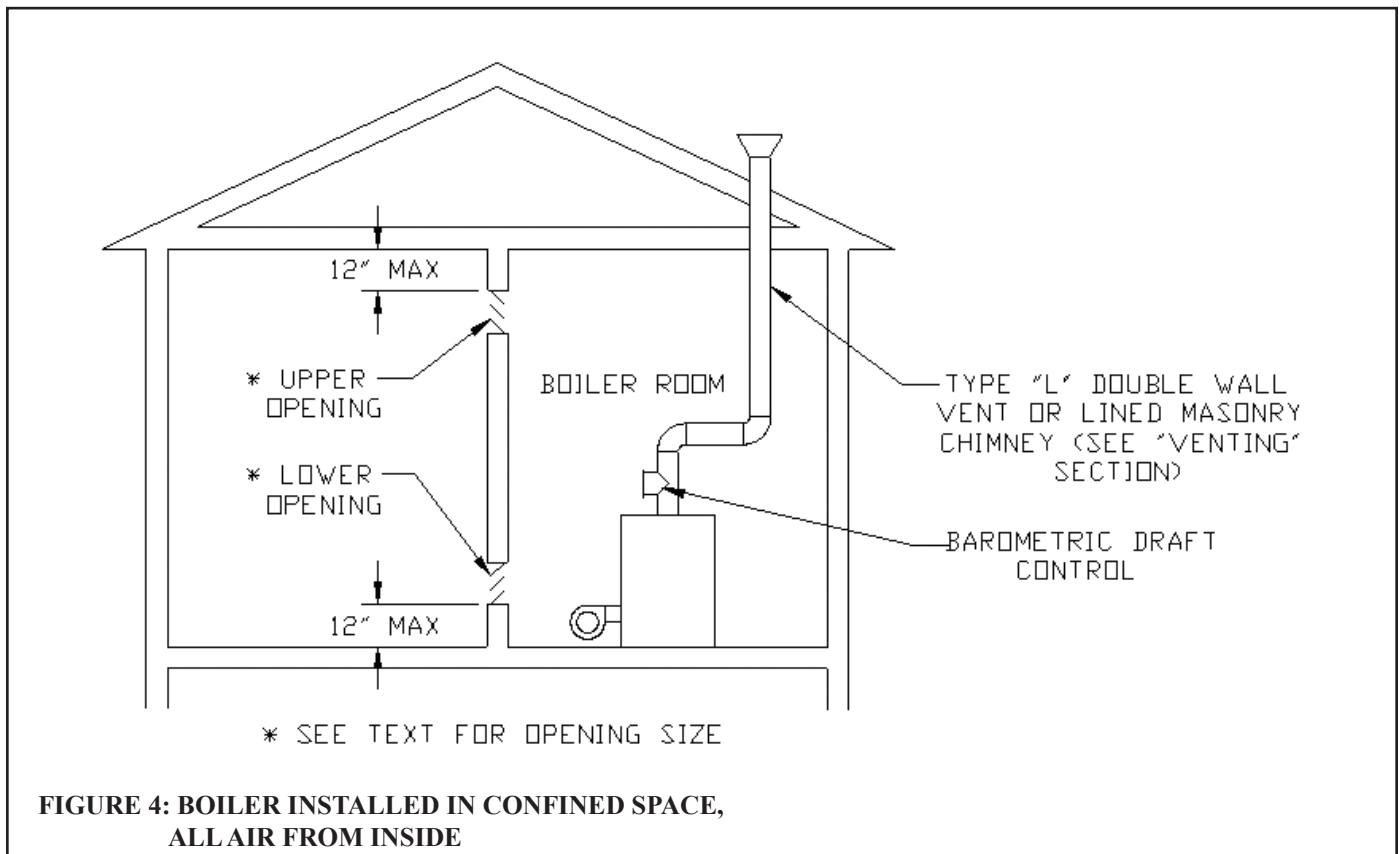 12" MAX
* UPPER
OPENING
BOILER ROOM
TYPE "L" DOUBLE WALL
VENT OR LINED MASONRY
CHIMNEY (SEE "VENTING"
SECTION)
* LOWER
OPENING
BAROMETRIC DRAFT
CONTROL
12" MAX
* SEE TEXT FOR OPENING SIZE
FIGURE 4: BOILER INSTALLED IN CONFINED SPACE,
ALL AIR FROM INSIDE